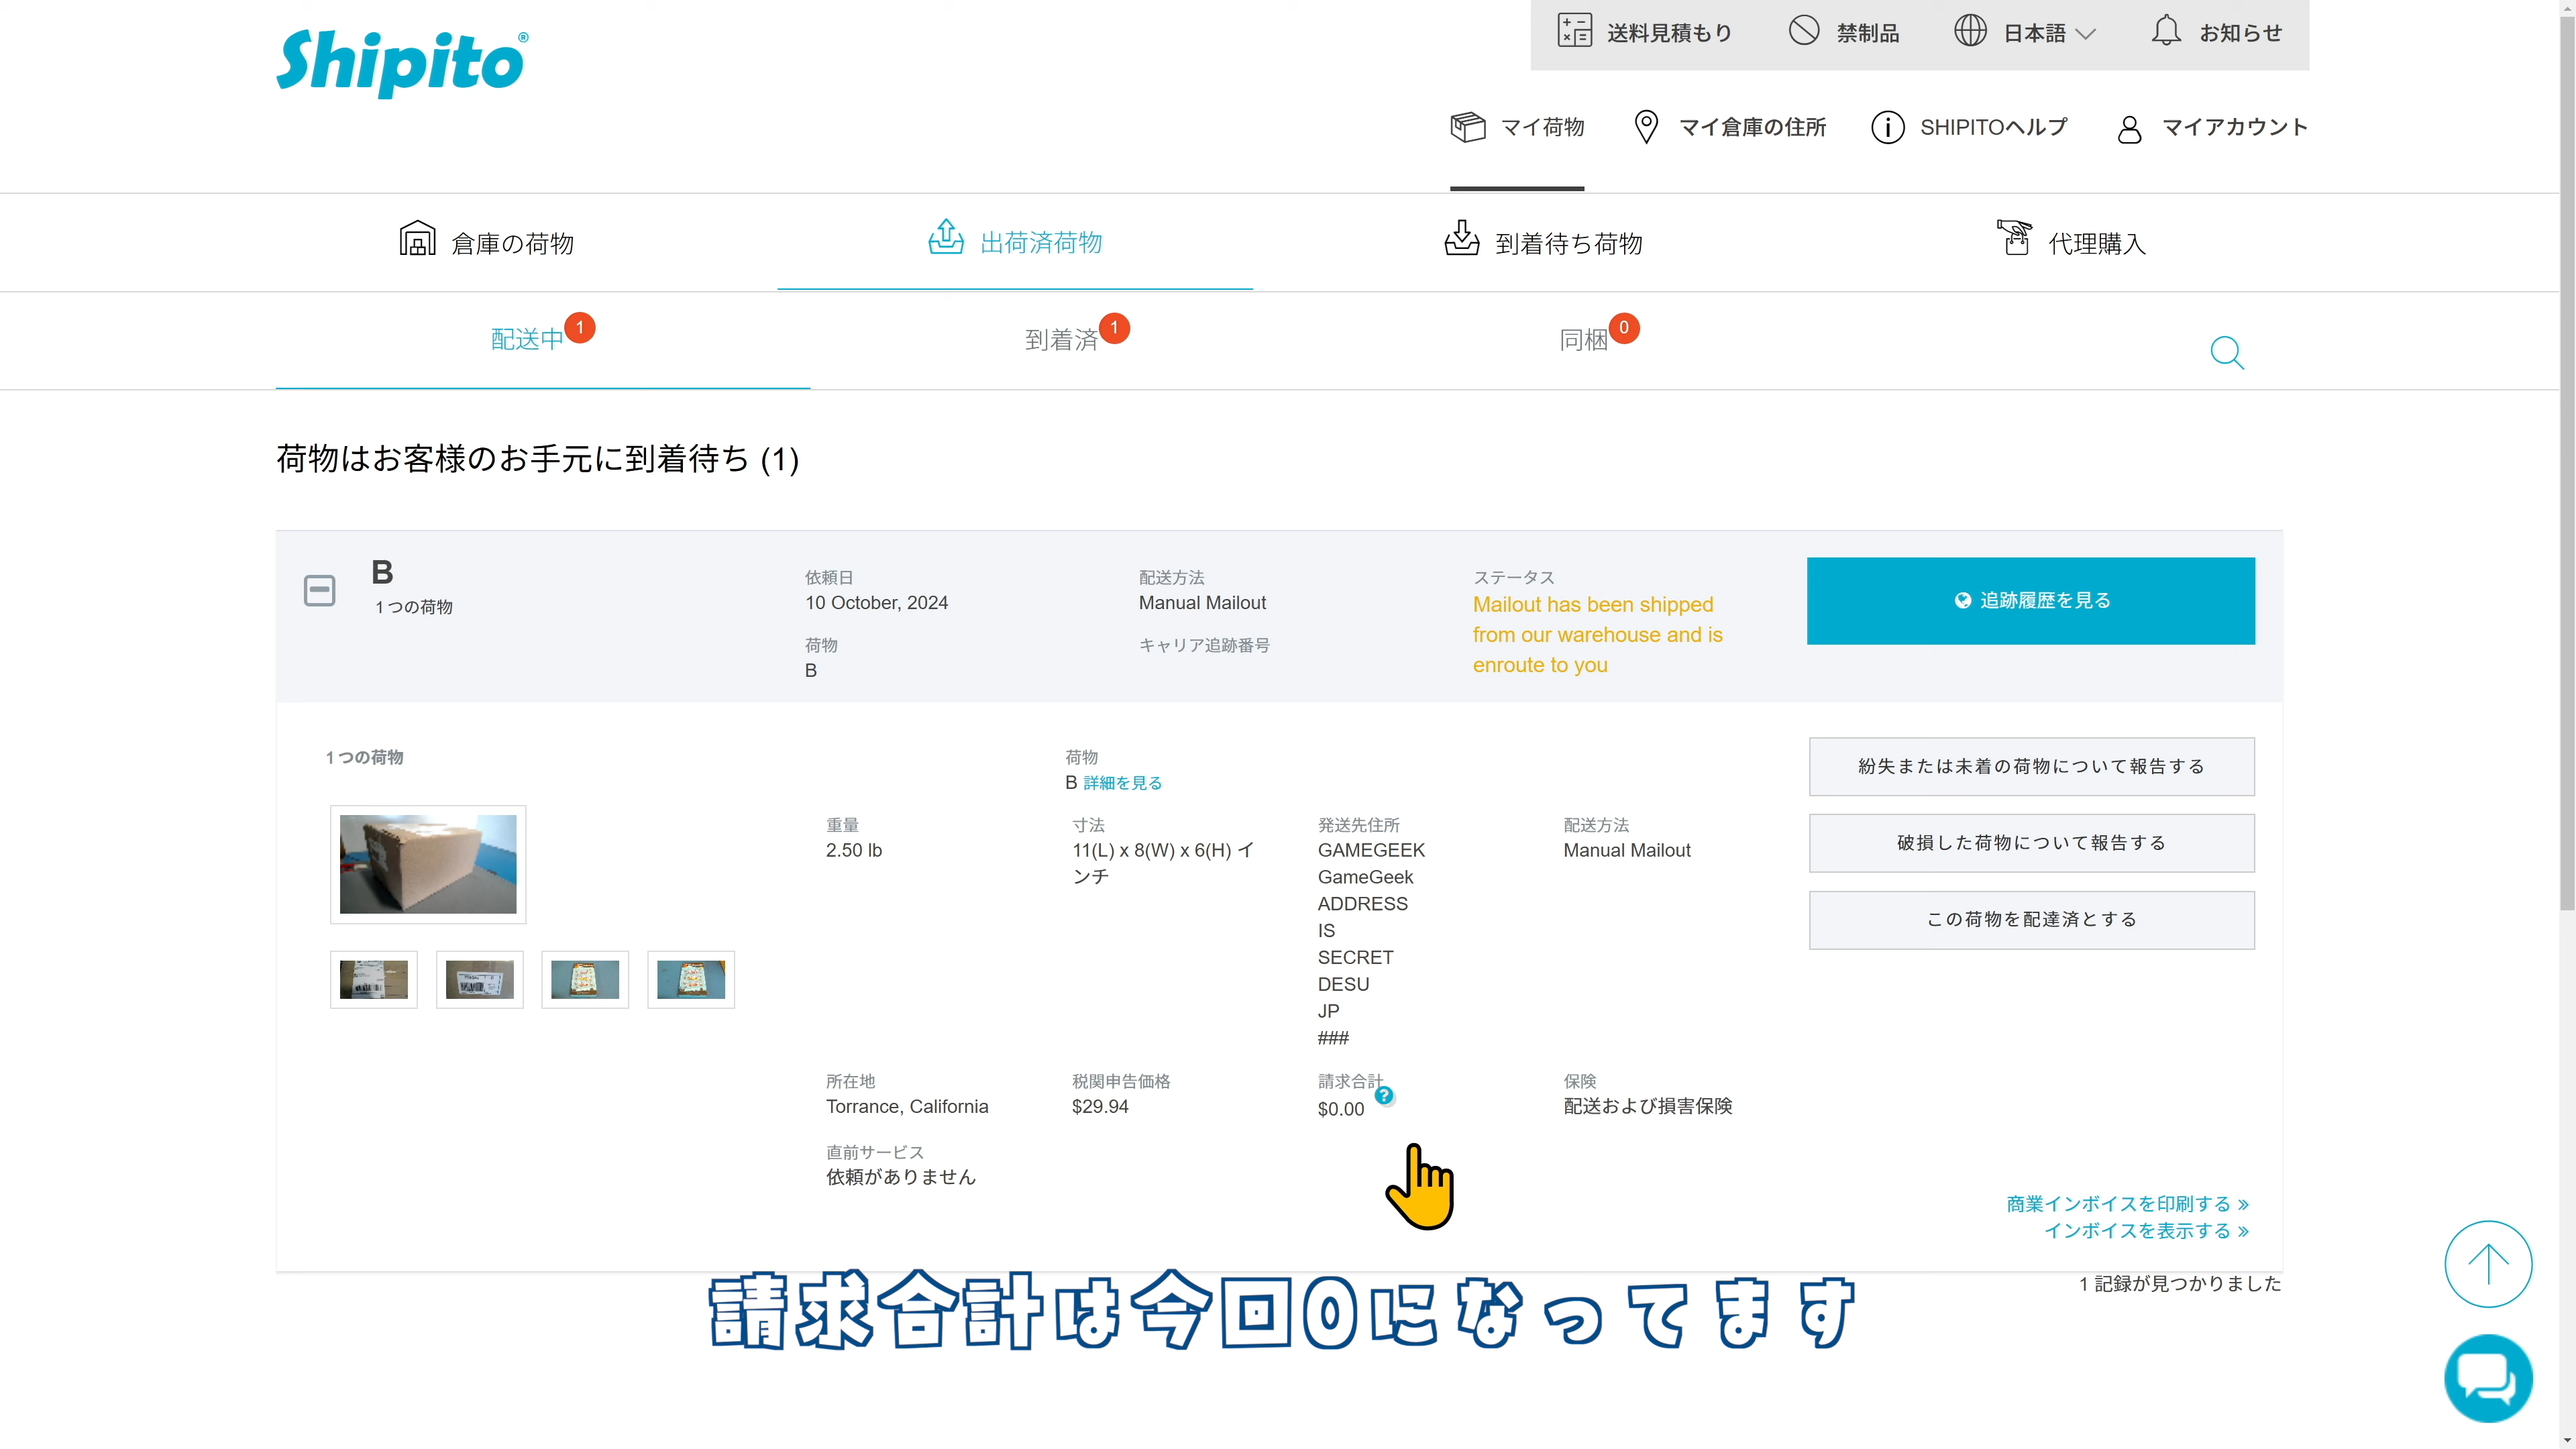 Shipito®
送料見積もり
禁制品
日本語
お知らせ
マイ荷物
マイ倉庫の住所
SHIPITOヘルプ
マイアカウント
倉庫の荷物
出荷済荷物
到着待ち荷物
代理購入
配送中 1
到着済 1
同梱 0
荷物はお客様のお手元に到着待ち (1)
B
1つの荷物
依頼日
10 October, 2024
荷物
B
配送方法
Manual Mailout
キャリア追跡番号
ステータス
Mailout has been shipped
from our warehouse and is
enroute to you
追跡履歴を見る
1つの荷物
荷物
B 詳細を見る
重量
2.50 lb
寸法
11(L) x 8(W) x 6(H) イ
ンチ
発送先住所
GAMEGEEK
GameGeek
ADDRESS
IS
SECRET
DESU
JP
###
配送方法
Manual Mailout
紛失または未着の荷物について報告する
破損した荷物について報告する
この荷物を配達済とする
所在地
Torrance, California
税関申告価格
$29.94
請求合計
$0.00
?
保険
配送および損害保険
直前サービス
依頼がありません
商業インボイスを印刷する »
インボイスを表示する »
1 記録が見つかりました
請求合計は今回0になってます